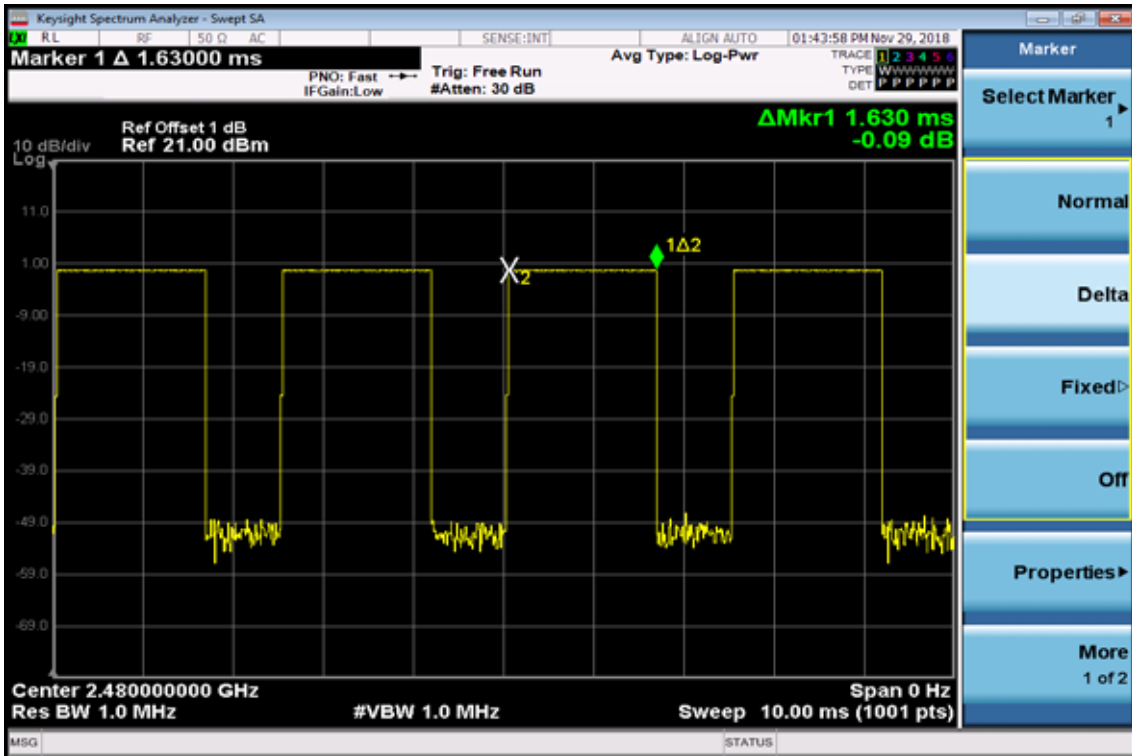 Keysight Spectrum Analyzer - Swept SA
LXI RL RF 50 Ω AC SENSE:INT ALIGN AUTO 01:43:58 PM Nov 29, 2018
Marker 1 Δ 1.63000 ms
PNO: Fast
IFGain:Low
Trig: Free Run
#Atten: 30 dB
Avg Type: Log-Pwr
TRACE 1 2 3 4 5 6
TYPE WWWWWW
DET P P P P P P
ΔMkr1 1.630 ms
-0.09 dB
Ref Offset 1 dB
10 dB/div Ref 21.00 dBm
Log
11.0
1.00
-9.00
-19.0
-29.0
-39.0
-49.0
-59.0
-69.0
X2
1Δ2
Center 2.480000000 GHz Span 0 Hz
Res BW 1.0 MHz #VBW 1.0 MHz Sweep 10.00 ms (1001 pts)
MSG STATUS
Marker
Select Marker
1
Normal
Delta
Fixed
Off
Properties
More
1 of 2